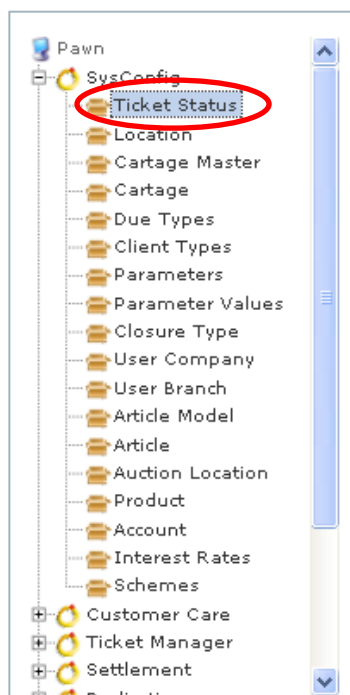 Pawn
SysConfig
Ticket Status
Location
Cartage Master
Cartage
Due Types
Client Types
Parameters
Parameter Values
Closure Type
User Company
User Branch
Article Model
Article
Auction Location
Product
Account
Interest Rates
Schemes
Customer Care
Ticket Manager
Settlement